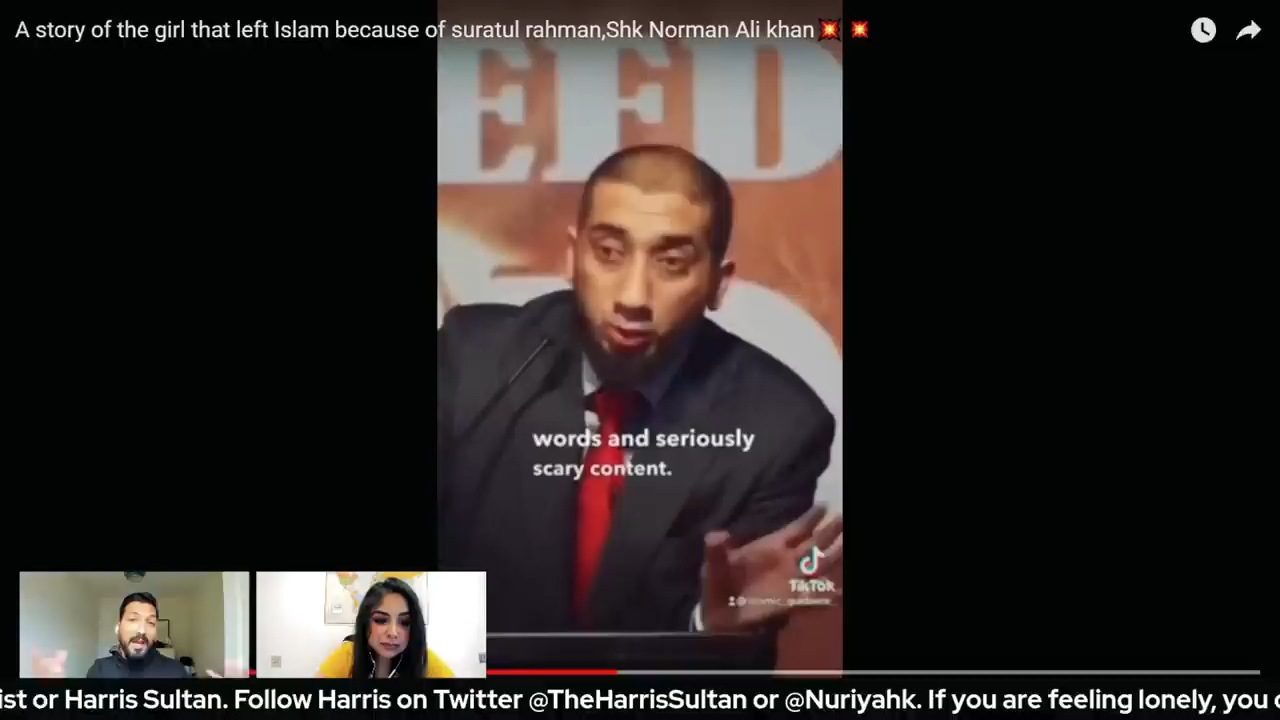 A story of the girl that left Islam because of suratul rahman,Shk Norman Ali khan💥 💥
EED
words and seriously
scary content.
TikTok
ist or Harris Sultan. Follow Harris on Twitter @TheHarrisSultan or @Nuriyahk. If you are feeling lonely, you